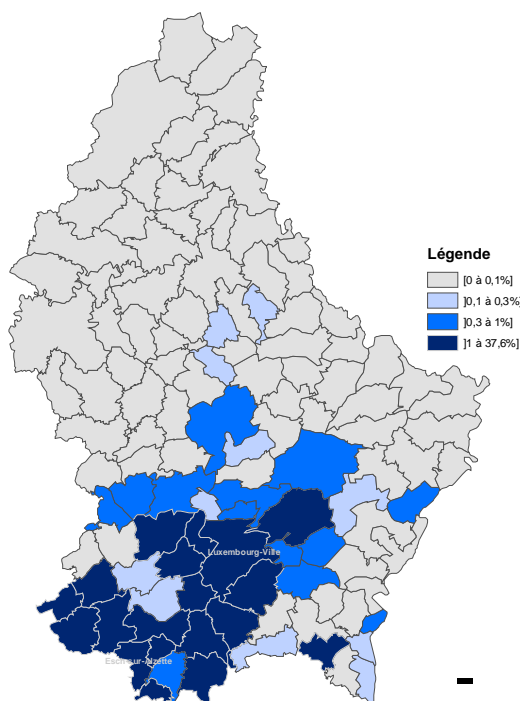 Légende
[0 à 0,1%]
]0,1 à 0,3%]
]0,3 à 1%]
]1 à 37,6%]
Luxembourg-Ville
Esch-sur-Alzette